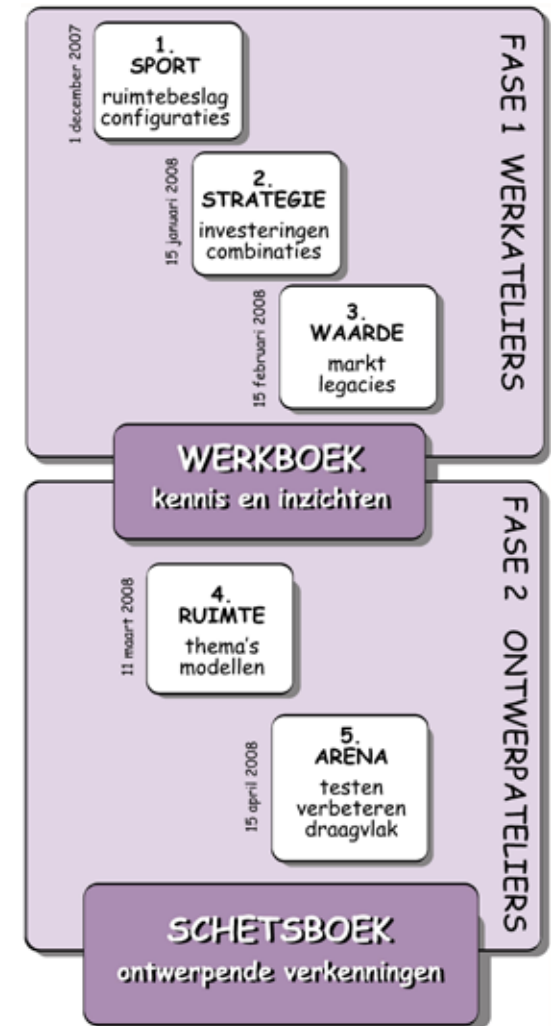 FASE 1 WERKATELIERS
1 december 2007
1.
SPORT
ruimtebeslag
configuraties
15 januari 2008
2.
STRATEGIE
investeringen
combinaties
15 februari 2008
3.
WAARDE
markt
legacies
WERKBOEK
kennis en inzichten
FASE 2 ONTWERPATELIERS
11 maart 2008
4.
RUIMTE
thema's
modellen
15 april 2008
5.
ARENA
testen
verbeteren
draagvlak
SCHETSBOEK
ontwerpende verkenningen